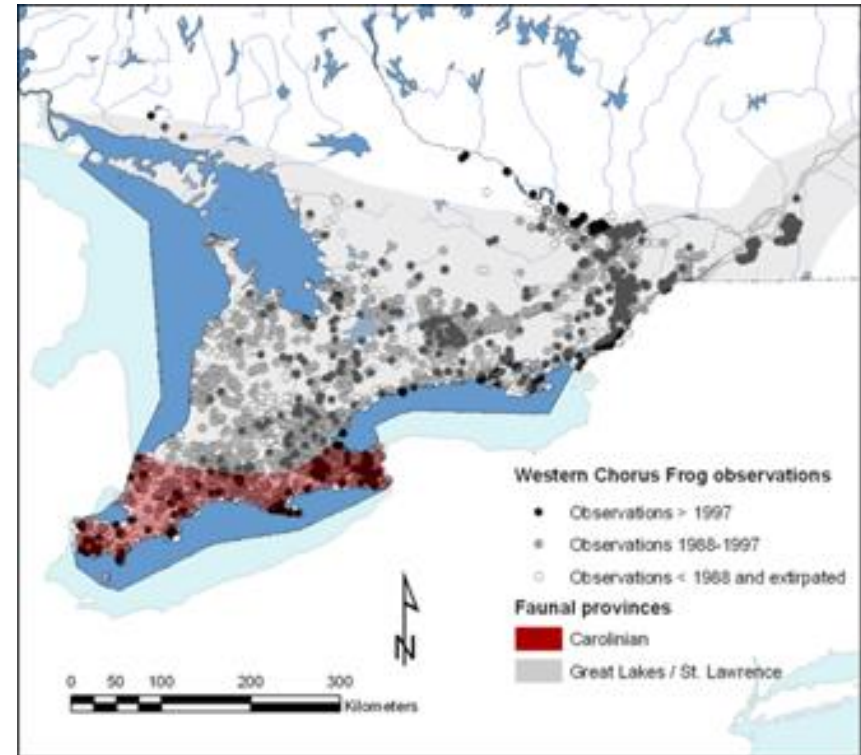 Western Chorus Frog observations
Observations > 1997
Observations 1988-1997
Observations < 1988 and extirpated
Faunal provinces
Carolinian
Great Lakes / St. Lawrence
N
0 50 100 200 300
Kilometers